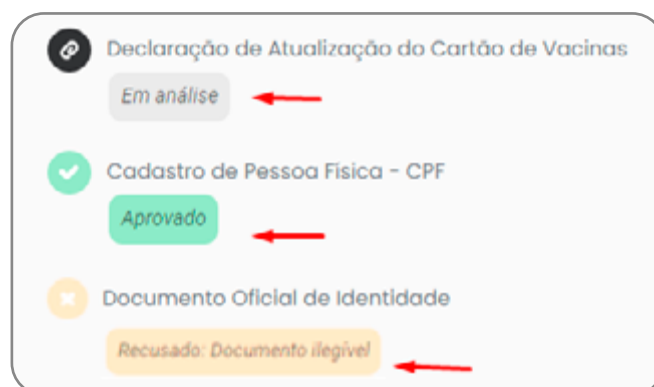 Declaração de Atualização do Cartão de Vacinas
Em análise
Cadastro de Pessoa Física - CPF
Aprovado
Documento Oficial de Identidade
Recusado: Documento ilegível